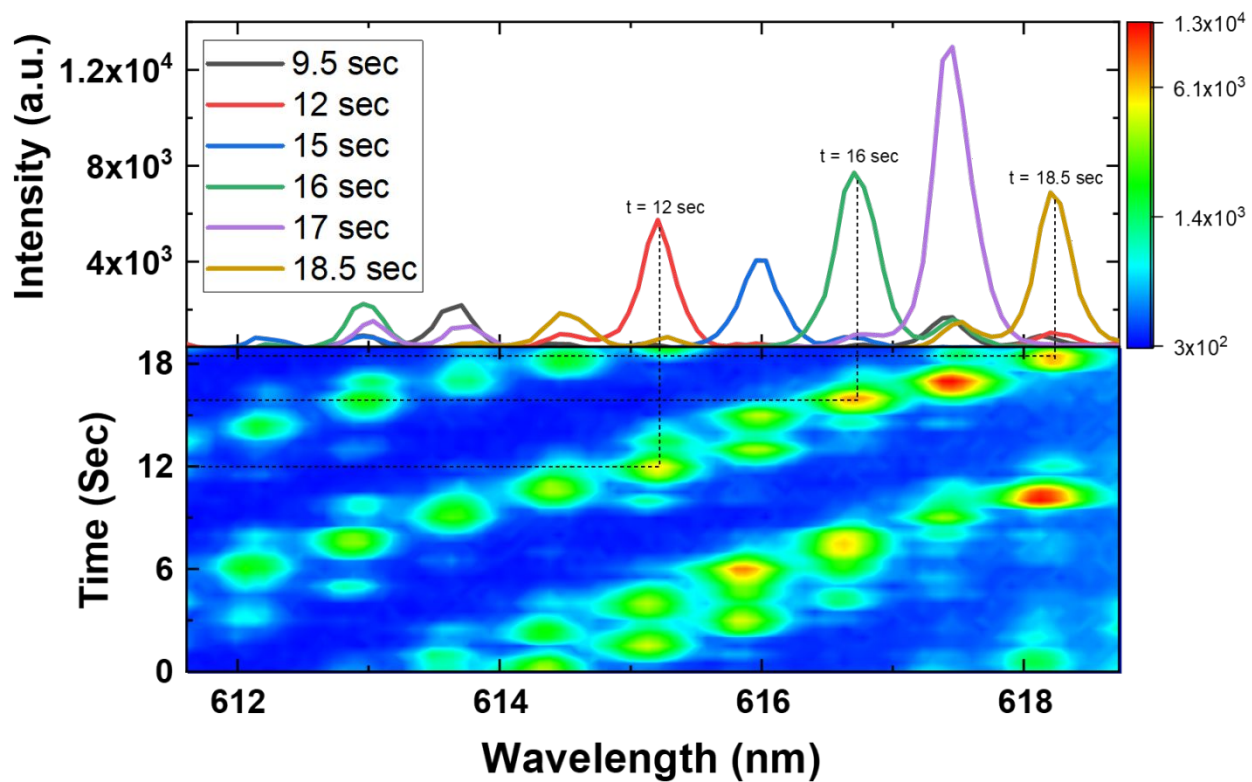 Intensity (a.u.)
1.2x10⁴
8x10³
4x10³
9.5 sec
12 sec
15 sec
16 sec
17 sec
18.5 sec
t = 12 sec
t = 16 sec
t = 18.5 sec
1.3x10⁴
6.1x10³
1.4x10³
3x10²
Time (Sec)
18
12
6
0
612
614
616
618
Wavelength (nm)